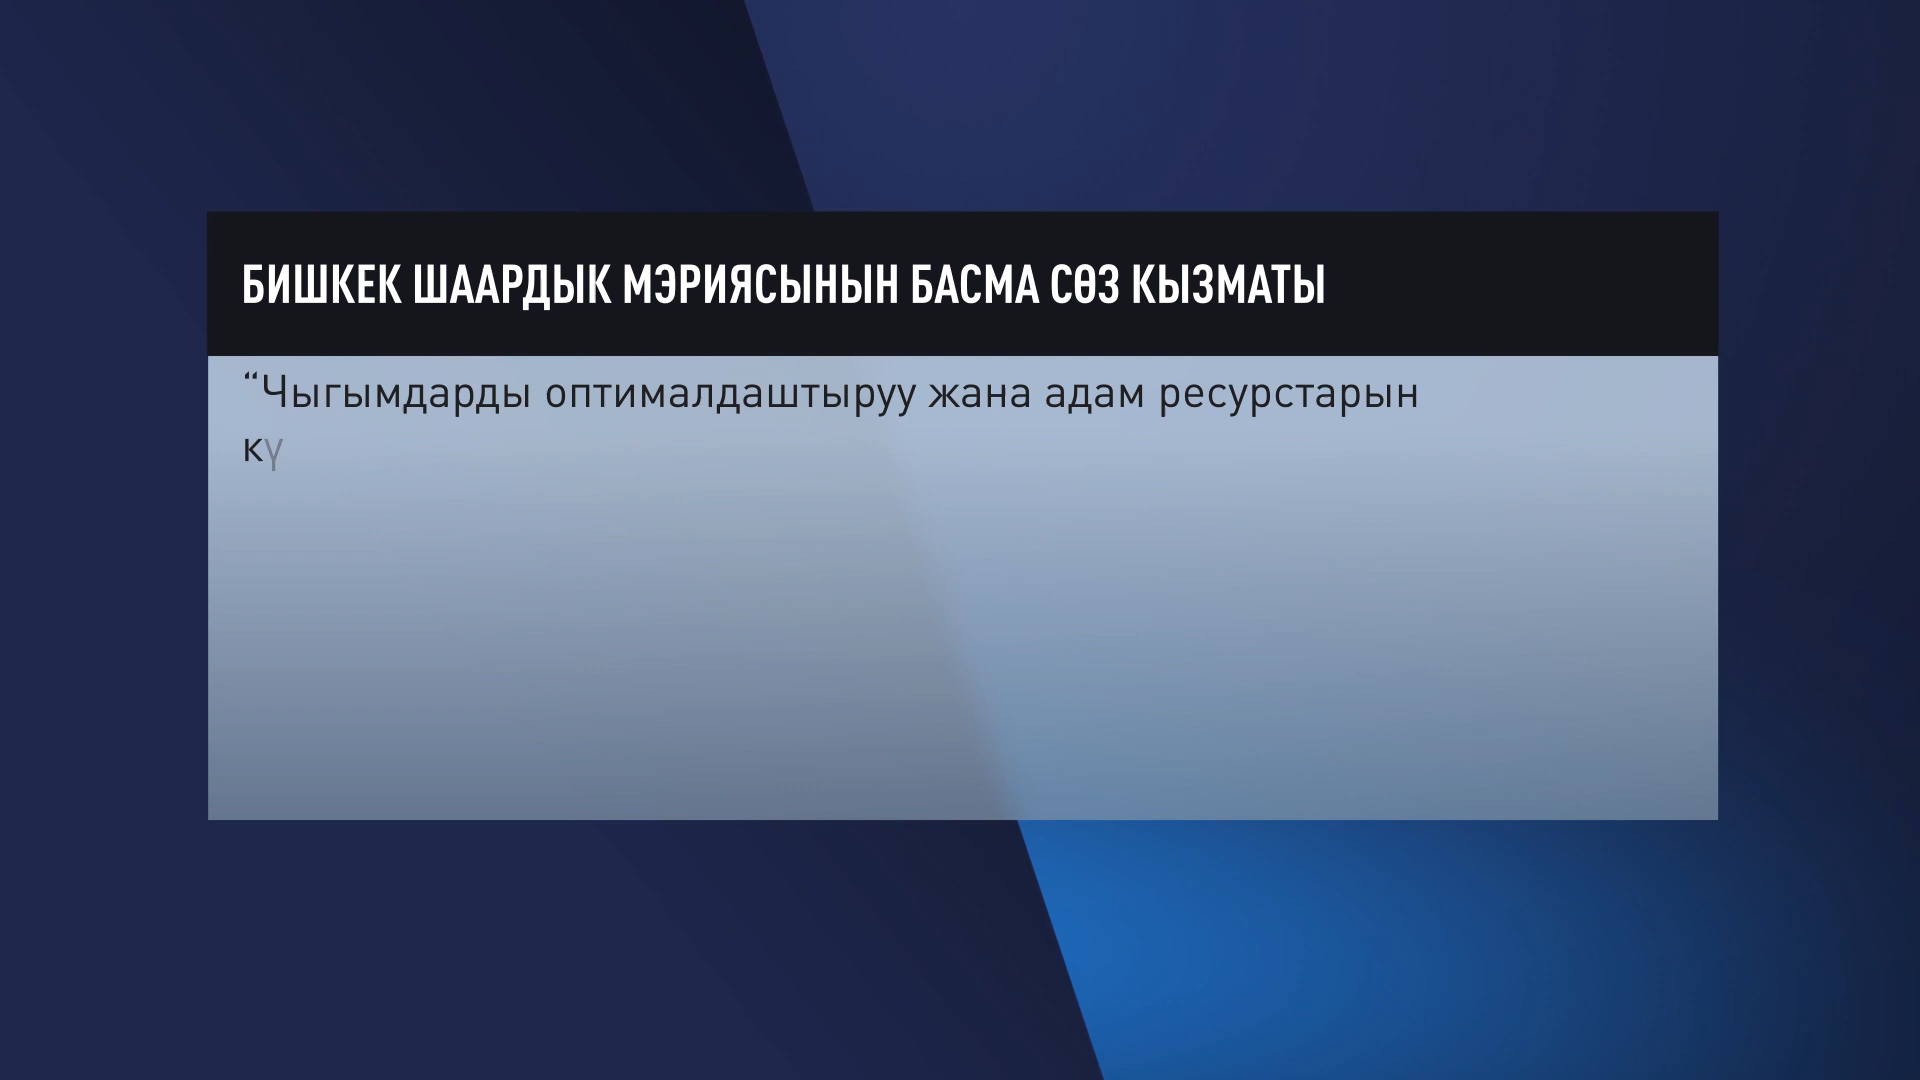 БИШКЕК ШААРДЫК МЭРИЯСЫНЫН БАСМА СӨЗ КЫЗМАТЫ
“Чыгымдарды оптималдаштыруу жана адам ресурстарын
кү